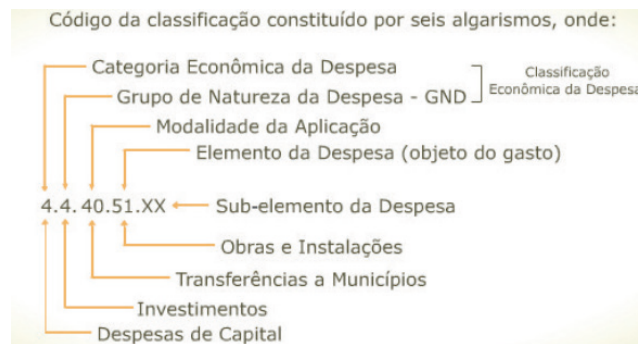 Código da classificação constituído por seis algarismos, onde:
Categoria Econômica da Despesa
Classificação
Econômica da Despesa
Grupo de Natureza da Despesa - GND
Modalidade da Aplicação
Elemento da Despesa (objeto do gasto)
4.4. 40.51.XX
Sub-elemento da Despesa
Obras e Instalações
Transferências a Municípios
Investimentos
Despesas de Capital